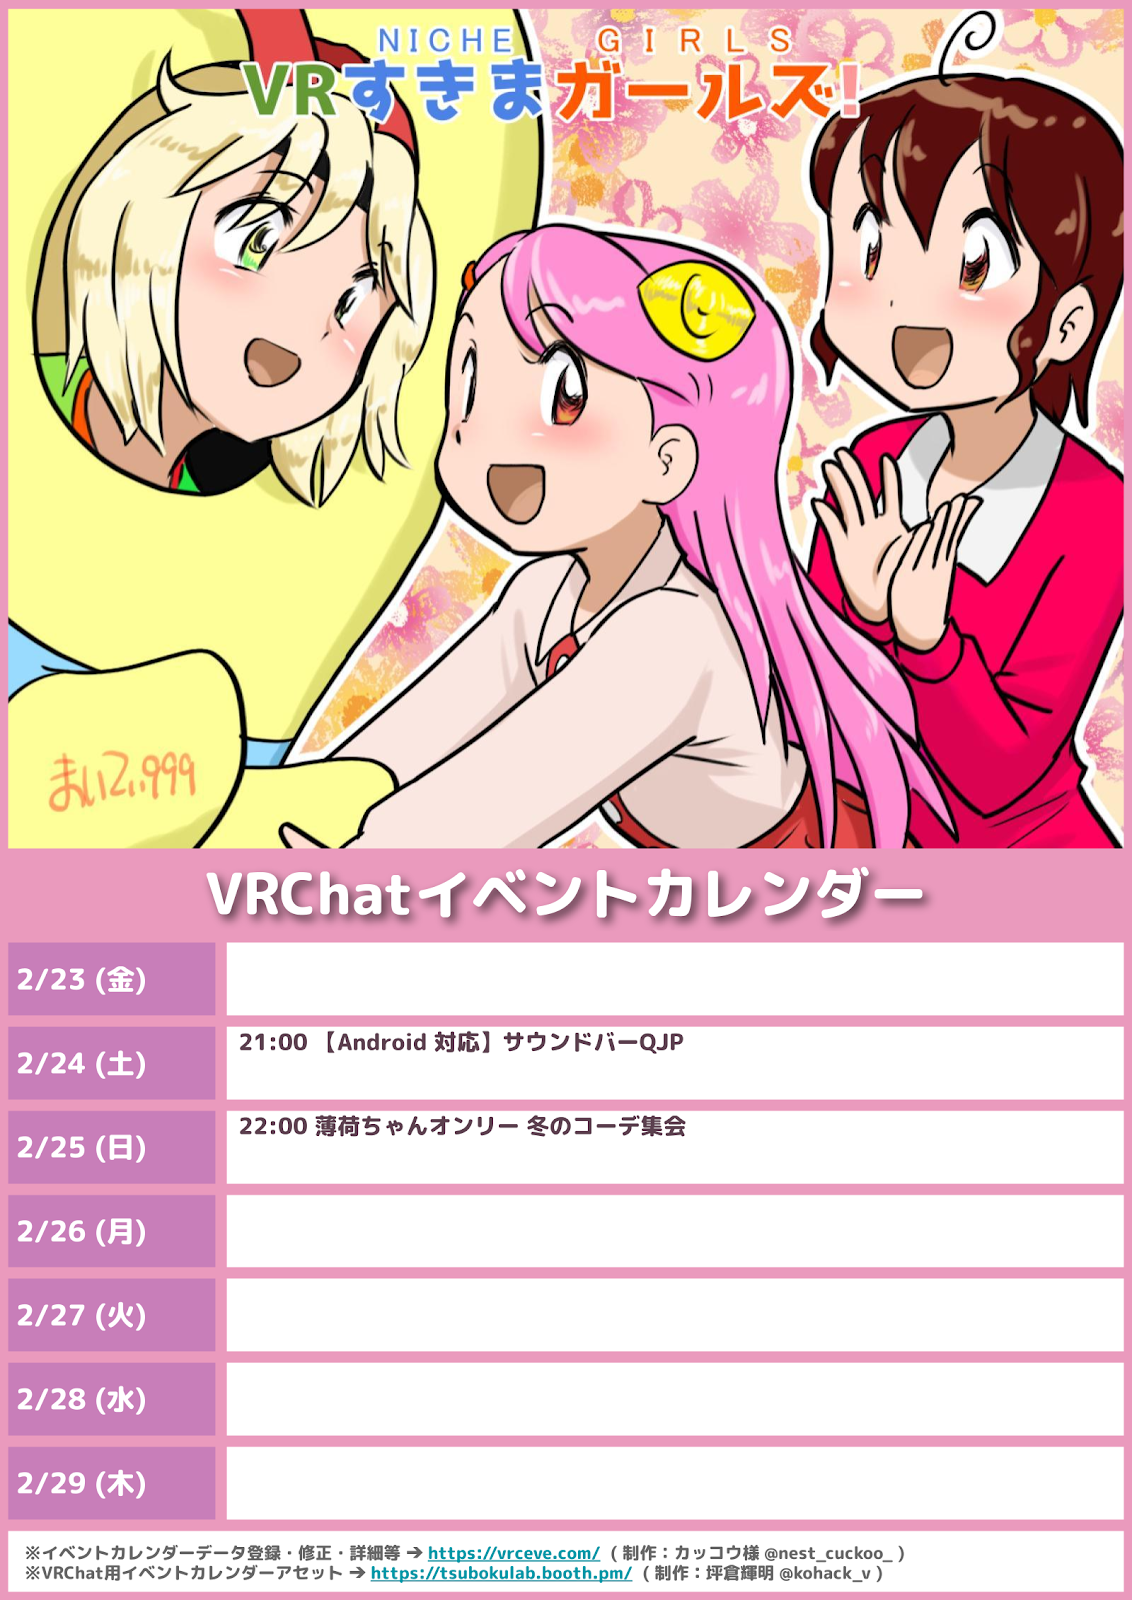 NICHE GIRLS
VRすきまガールズ!
まいてぃ999
VRChatイベントカレンダー
2/23 (金)
2/24 (土)
21:00 【Android 対応】サウンドバーQJP
2/25 (日)
22:00 薄荷ちゃんオンリー 冬のコーデ集会
2/26 (月)
2/27 (火)
2/28 (水)
2/29 (木)
※イベントカレンダーデータ登録・修正・詳細等 ➔ https://vrceve.com/ ( 制作：カッコウ様 @nest_cuckoo_ )
※VRChat用イベントカレンダーアセット ➔ https://tsubokulab.booth.pm/ ( 制作：坪倉輝明 @kohack_v )